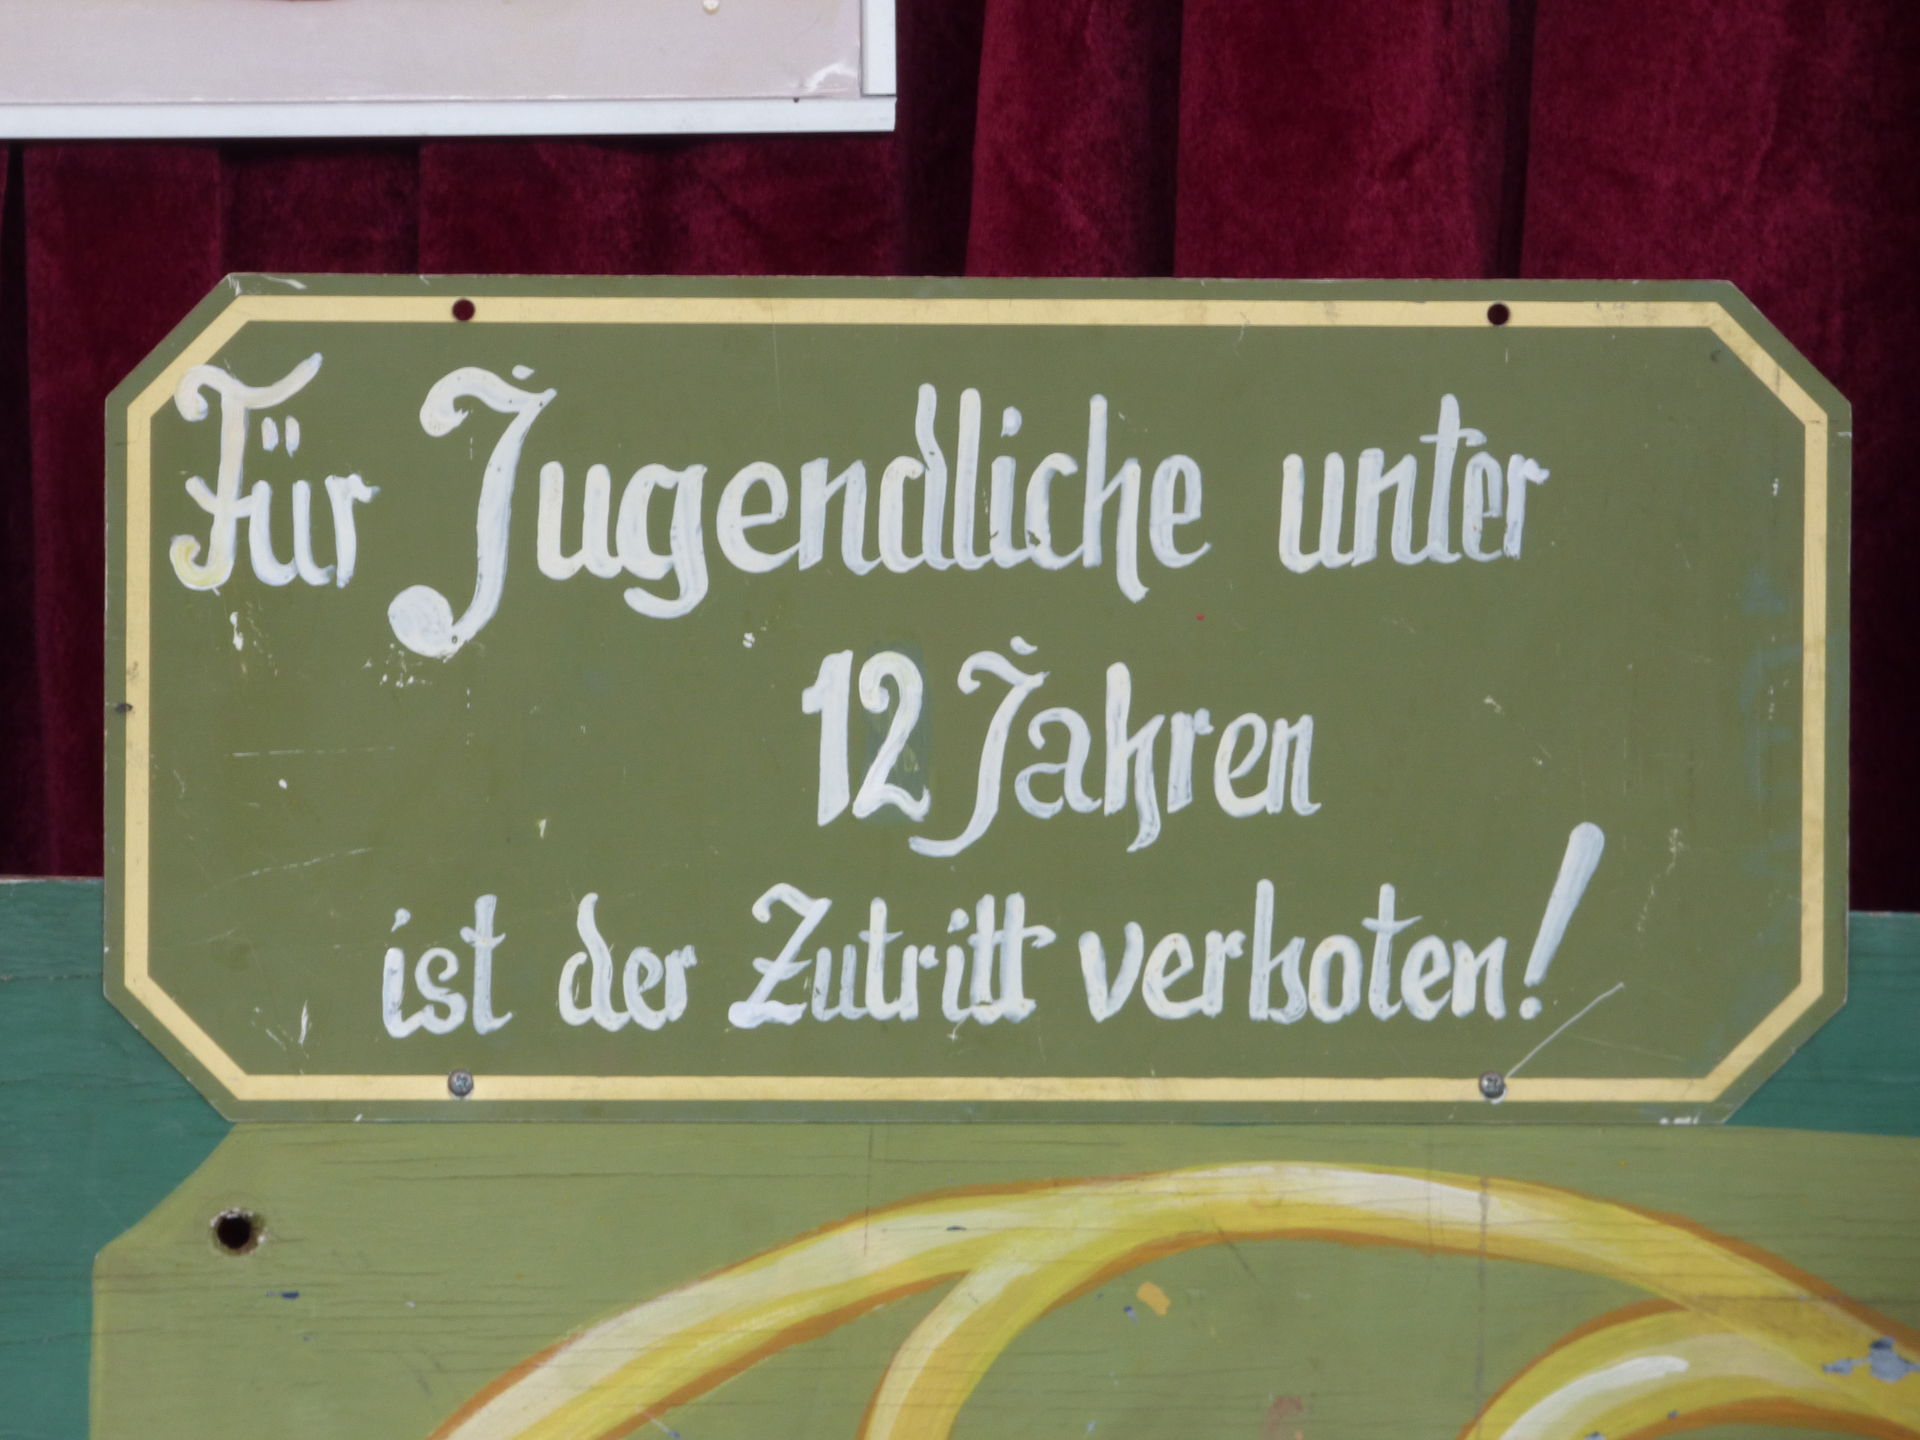 Für Jugendliche unter
12 Jahren
ist der Zutritt verboten!